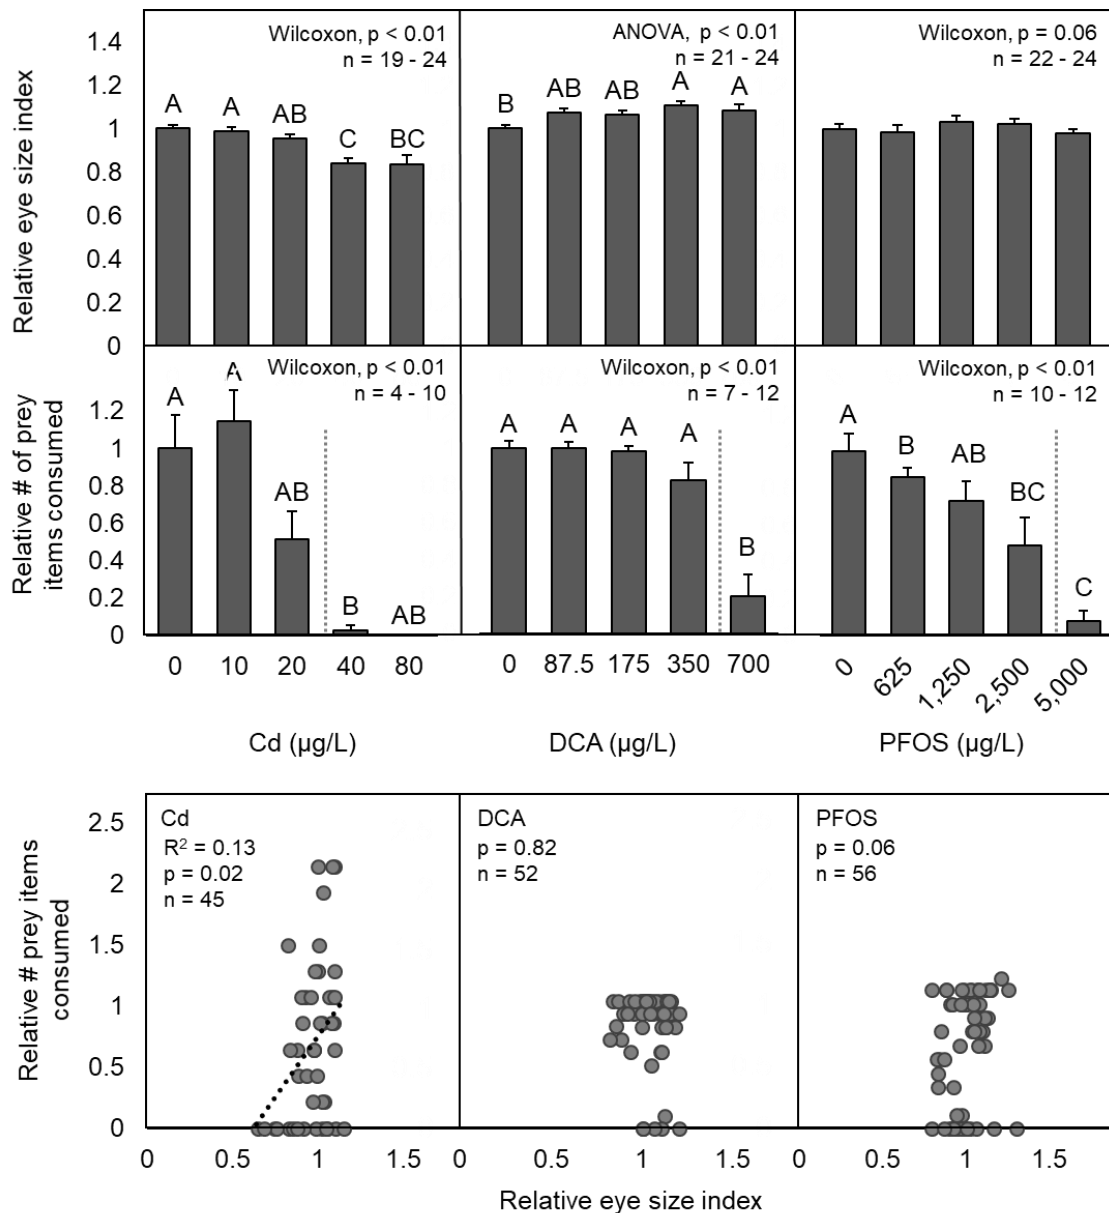 Relative eye size index
1.4
1.2
1
0.8
0.6
0.4
0.2
0
Wilcoxon, p < 0.01
n = 19 - 24
A
A
AB
C
BC
ANOVA, p < 0.01
n = 21 - 24
B
AB
AB
A
A
Wilcoxon, p = 0.06
n = 22 - 24
Relative # of prey
items consumed
1.2
1
0.8
0.6
0.4
0.2
0
Wilcoxon, p < 0.01
n = 4 - 10
A
A
AB
B
AB
0 10 20 40 80
Cd (µg/L)
Wilcoxon, p < 0.01
n = 7 - 12
A
A
A
A
B
0 87.5 175 350 700
DCA (µg/L)
Wilcoxon, p < 0.01
n = 10 - 12
A
B
AB
BC
C
0 625 1,250 2,500 5,000
PFOS (µg/L)
Relative # prey items
consumed
2.5
2
1.5
1
0.5
0
Cd
R² = 0.13
p = 0.02
n = 45
0 0.5 1 1.5
DCA
p = 0.82
n = 52
0 0.5 1 1.5
PFOS
p = 0.06
n = 56
0 0.5 1 1.5
Relative eye size index